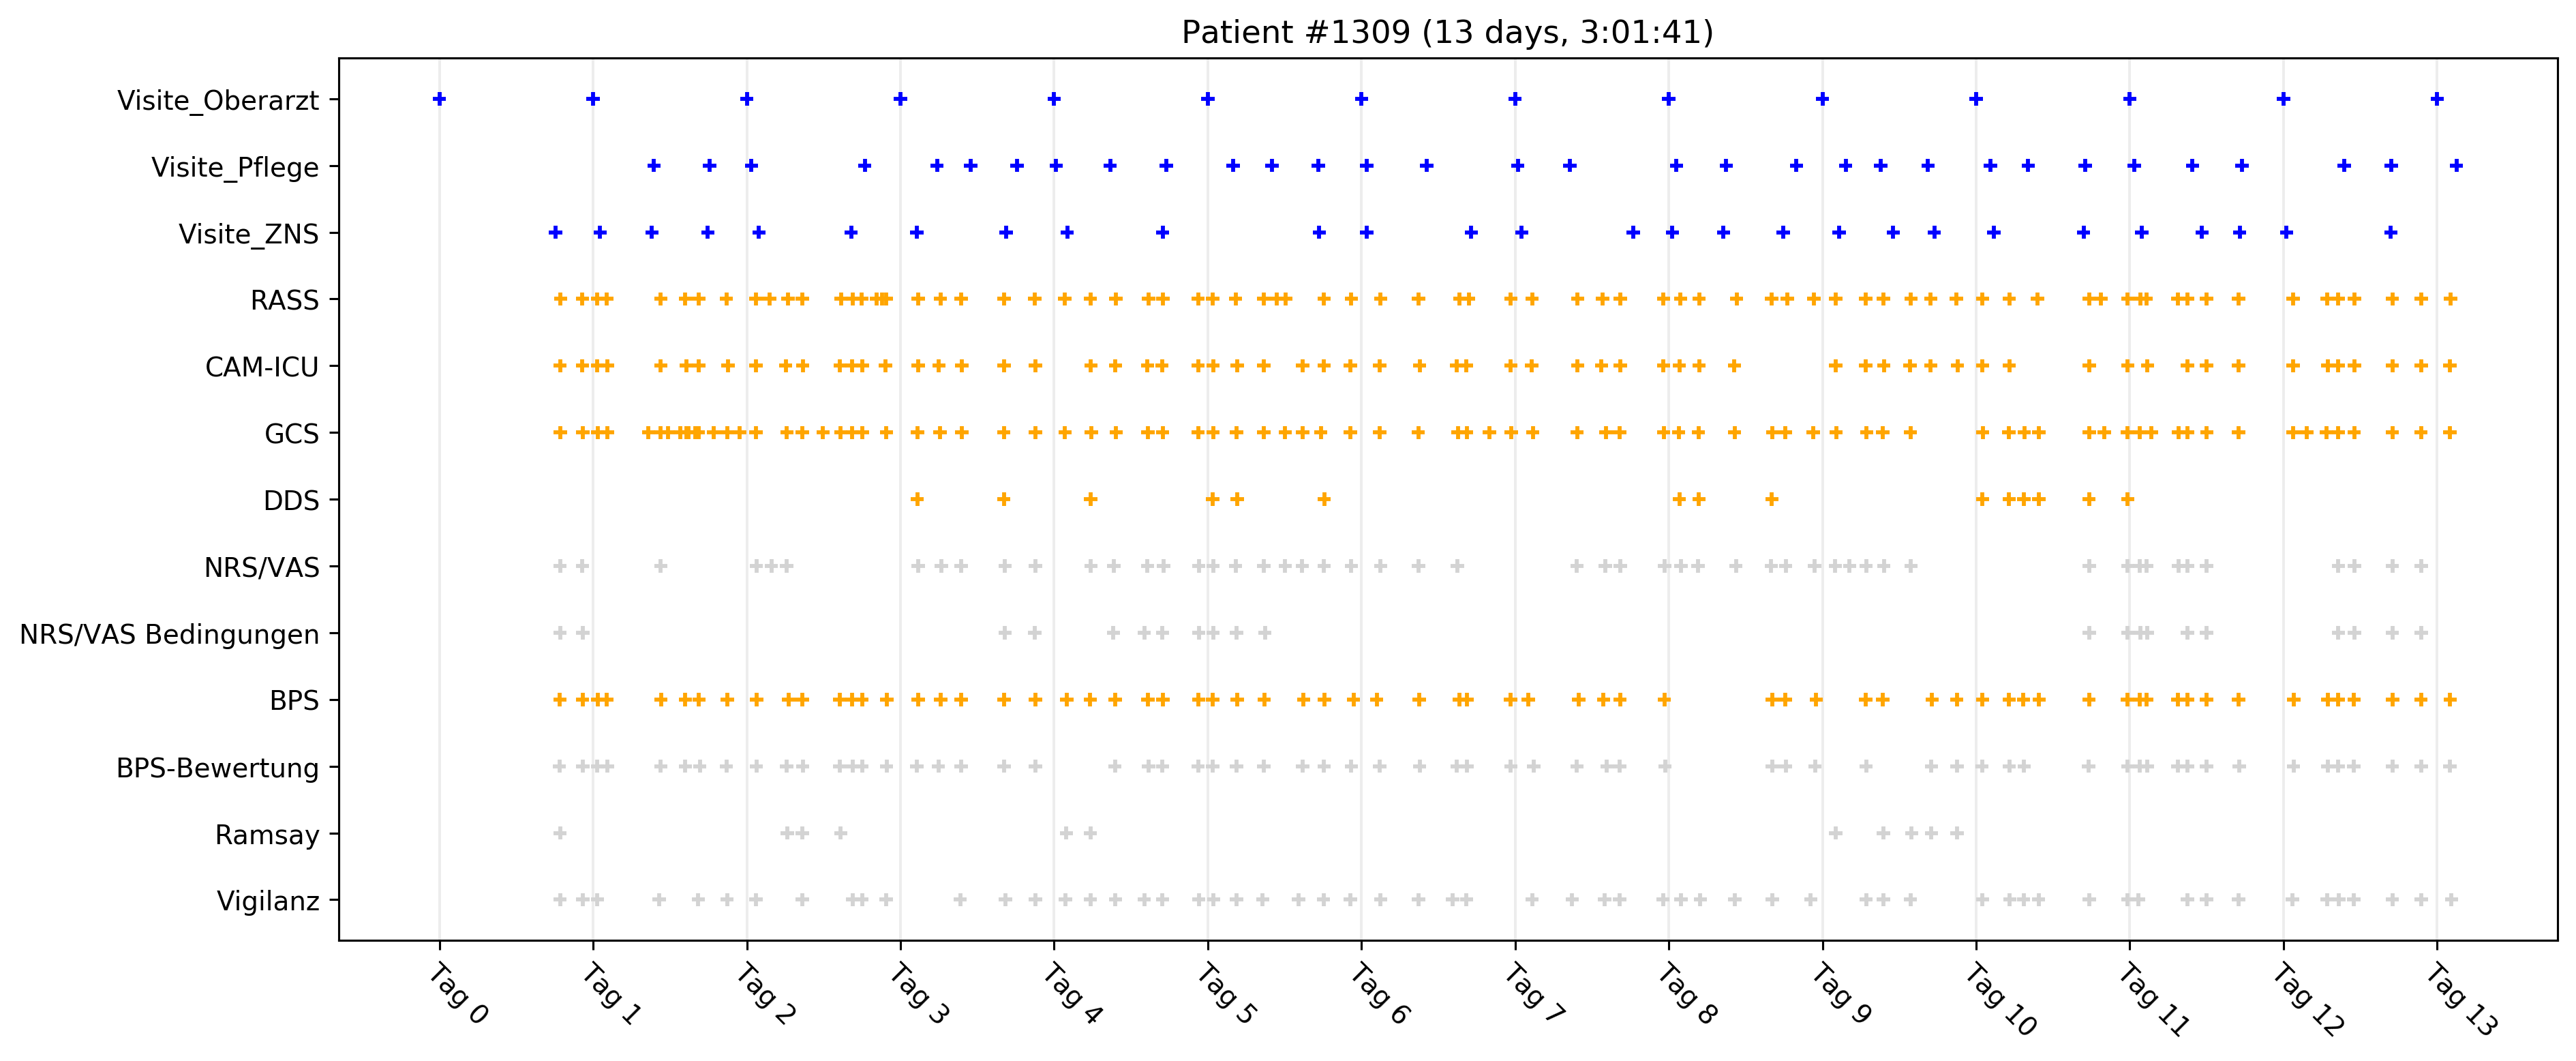 Patient #1309 (13 days, 3:01:41)
Visite_Oberarzt
Visite_Pflege
Visite_ZNS
RASS
CAM-ICU
GCS
DDS
NRS/VAS
NRS/VAS Bedingungen
BPS
BPS-Bewertung
Ramsay
Vigilanz
Tag 0
Tag 1
Tag 2
Tag 3
Tag 4
Tag 5
Tag 6
Tag 7
Tag 8
Tag 9
Tag 10
Tag 11
Tag 12
Tag 13